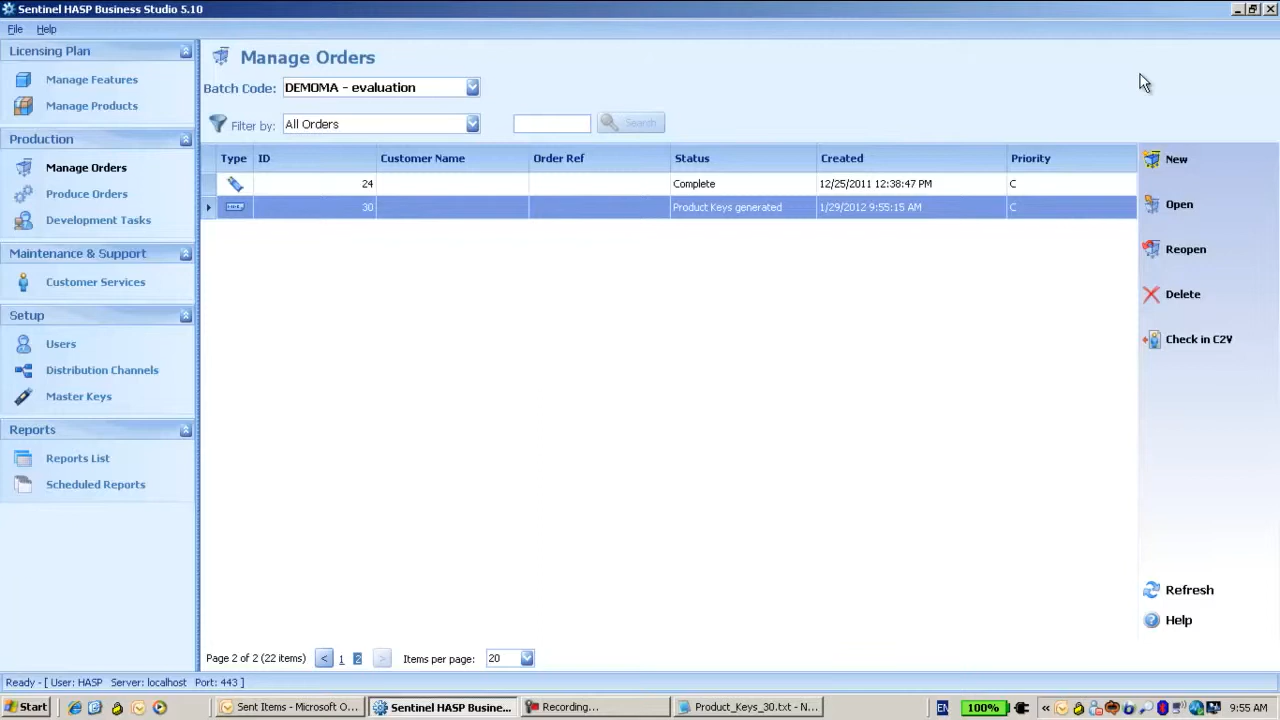 Sentinel HASP Business Studio 5.10
File Help
Licensing Plan
Manage Features
Manage Products
Production
Manage Orders
Produce Orders
Development Tasks
Maintenance & Support
Customer Services
Setup
Users
Distribution Channels
Master Keys
Reports
Reports List
Scheduled Reports
Manage Orders
Batch Code: DEMOMA - evaluation
Filter by: All Orders Search
Type ID Customer Name Order Ref Status Created Priority
24 Complete 12/25/2011 12:38:47 PM C
30 Product Keys generated 1/29/2012 9:55:15 AM C
New
Open
Reopen
Delete
Check in C2V
Refresh
Help
Page 2 of 2 (22 items) < 1 2 > Items per page: 20
Ready - [ User: HASP Server: localhost Port: 443 ]
Start Sent Items - Microsoft O... Sentinel HASP Busine... Recording... Product_Keys_30.txt - N... EN 100% « 9:55 AM